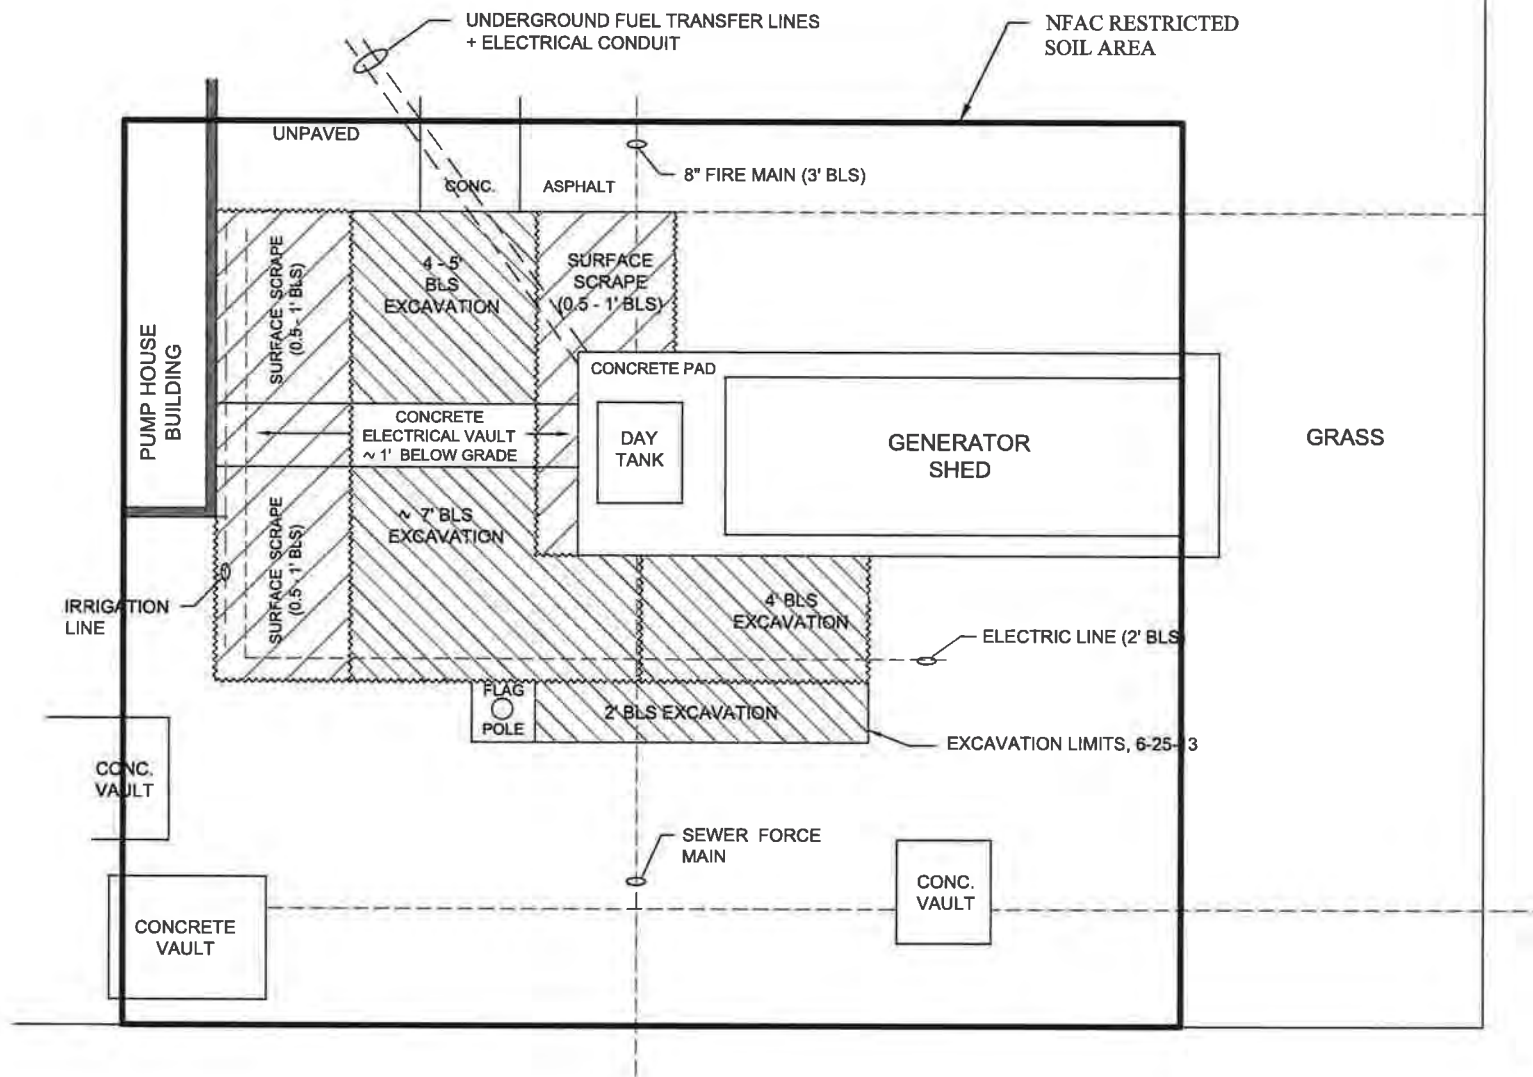 UNDERGROUND FUEL TRANSFER LINES
+ ELECTRICAL CONDUIT
NFAC RESTRICTED
SOIL AREA
UNPAVED
8" FIRE MAIN (3' BLS)
CONC.
ASPHALT
SURFACE SCRAPE
(0.5 - 1' BLS)
4 - 5'
BLS
EXCAVATION
SURFACE
SCRAPE
(0.5 - 1' BLS)
PUMP HOUSE
BUILDING
CONCRETE PAD
CONCRETE
ELECTRICAL VAULT
~ 1' BELOW GRADE
DAY
TANK
GENERATOR
SHED
GRASS
SURFACE SCRAPE
(0.5 - 1' BLS)
~ 7' BLS
EXCAVATION
IRRIGATION
LINE
4' BLS
EXCAVATION
ELECTRIC LINE (2' BLS)
FLAG
POLE
2' BLS EXCAVATION
EXCAVATION LIMITS, 6-25-13
CONC.
VAULT
SEWER FORCE
MAIN
CONC.
VAULT
CONCRETE
VAULT